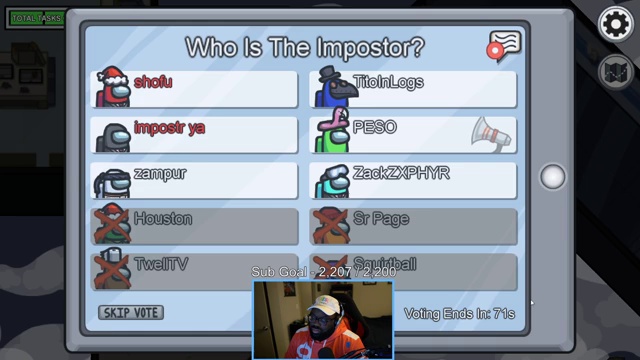 TOTAL TASKS
Who Is The Impostor?
shofu
TitoInLogs
impostr ya
PESO
zampur
ZackZXPHYR
Houston
Sr Page
TwellTV
Squirtball
Sub Goal - 2,207 / 2,200
SKIP VOTE
Voting Ends In: 71s